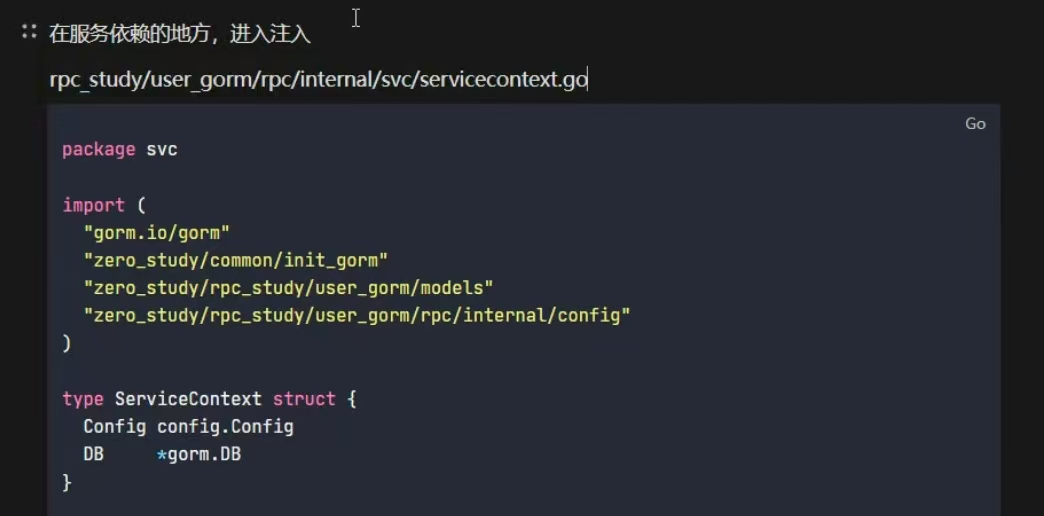 在服务依赖的地方，进入注入
rpc_study/user_gorm/rpc/internal/svc/servicecontext.go
Go
package svc
import (
"gorm.io/gorm"
"zero_study/common/init_gorm"
"zero_study/rpc_study/user_gorm/models"
"zero_study/rpc_study/user_gorm/rpc/internal/config"
)
type ServiceContext struct {
Config config.Config
DB *gorm.DB
}